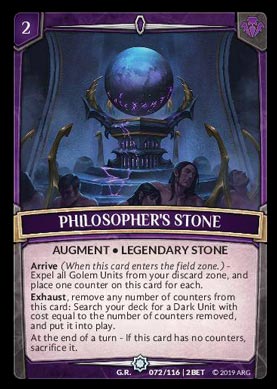 2
PHILOSOPHER'S STONE
AUGMENT • LEGENDARY STONE
Arrive (When this card enters the field zone.) -
Expel all Golem Units from your discard zone, and
place one counter on this card for each.
Exhaust, remove any number of counters from
this card: Search your deck for a Dark Unit with
cost equal to the number of counters removed,
and put it into play.
At the end of a turn - If this card has no counters,
sacrifice it.
G.R. 072/116 | 2BET © 2019 ARG